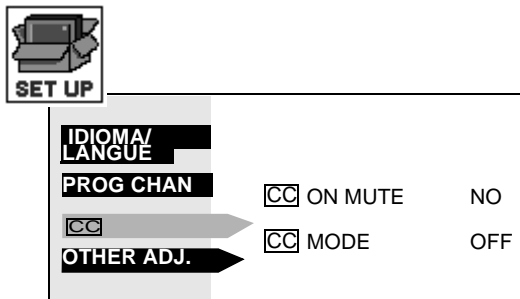 SET UP
IDIOMA/
LANGUE
PROG CHAN
CC
OTHER ADJ.
CC ON MUTE NO
CC MODE OFF